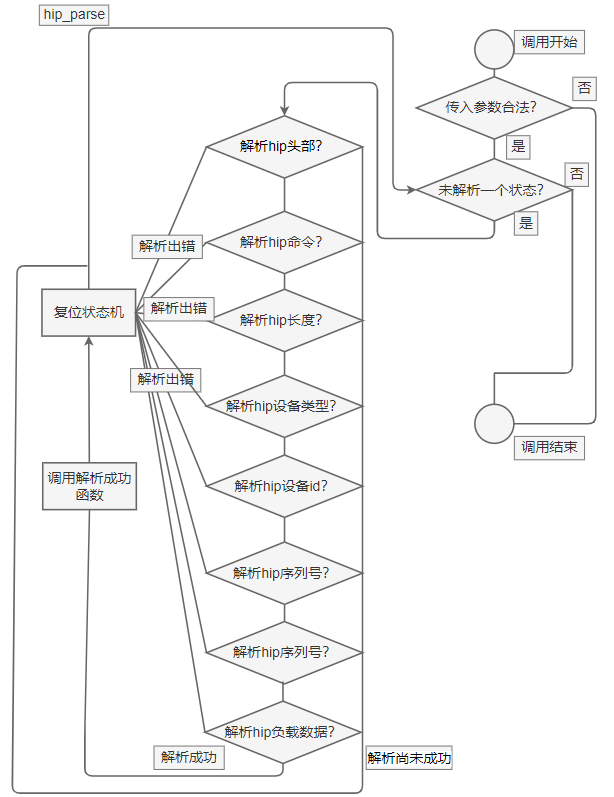 hip_parse
调用开始
否
传入参数合法?
是
解析hip头部?
否
未解析一个状态?
是
解析出错
解析hip命令?
复位状态机
解析出错
解析hip长度?
解析出错
解析hip设备类型?
调用结束
调用解析成功
函数
解析hip设备id?
解析hip序列号?
解析hip序列号?
解析hip负载数据?
解析成功
解析尚未成功